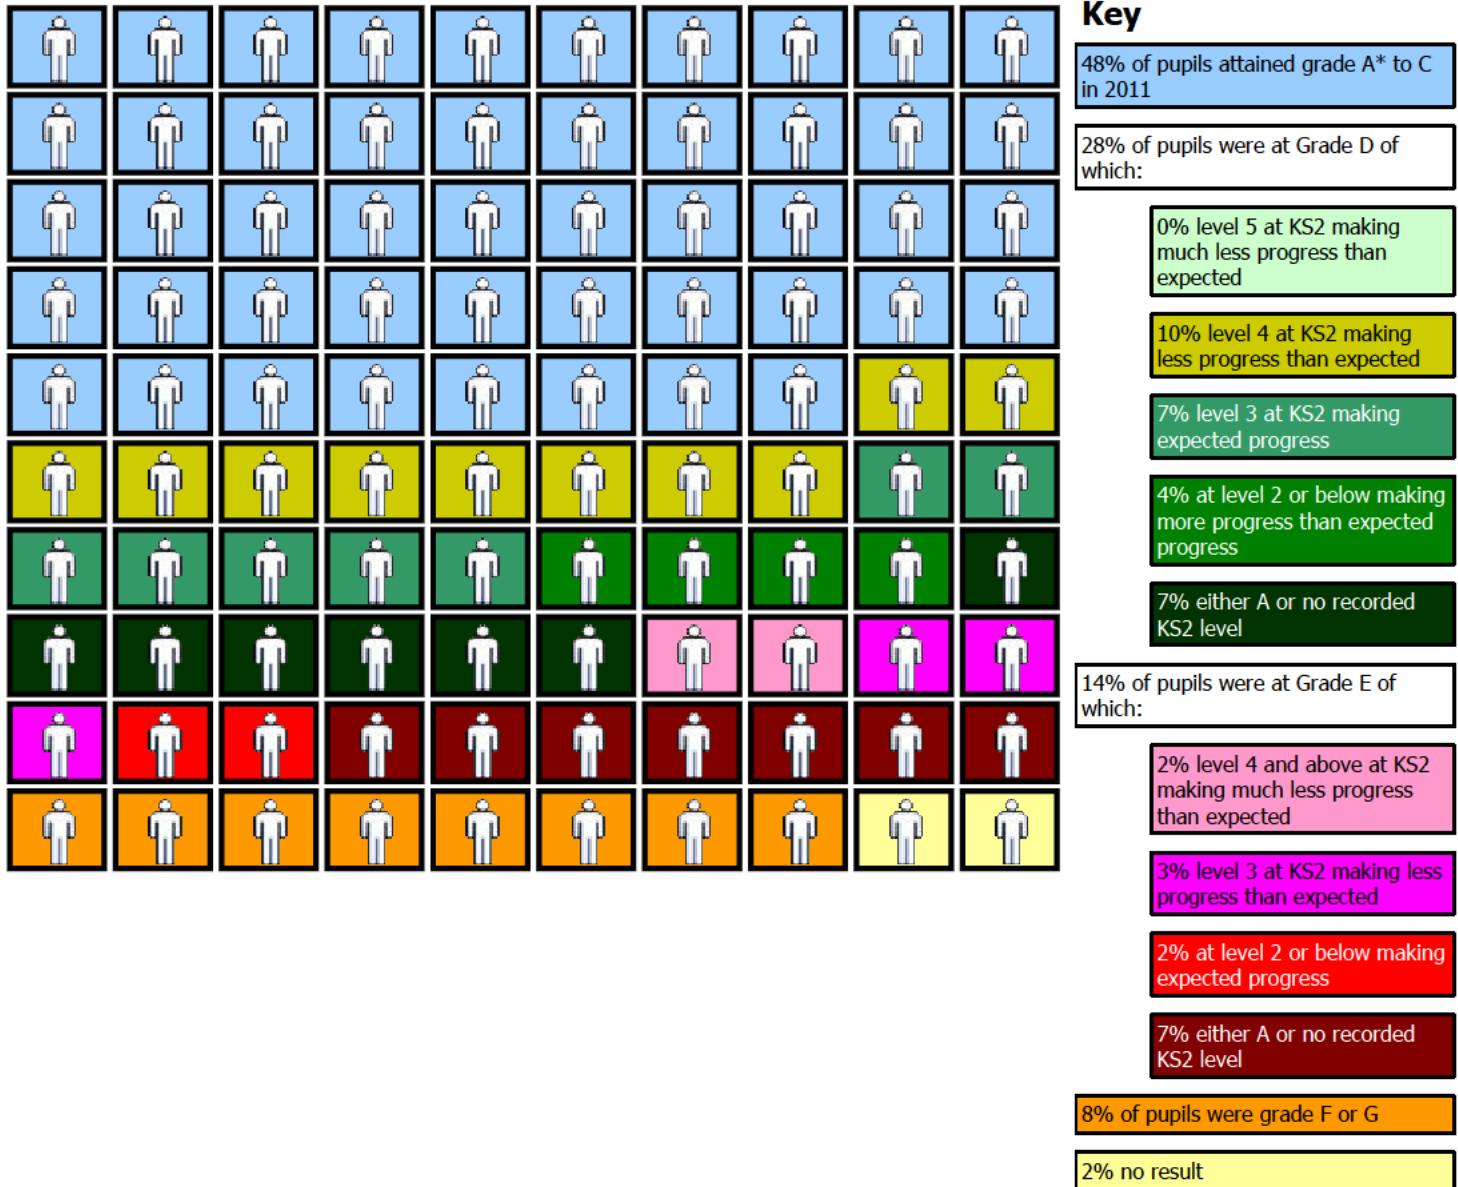 Key
48% of pupils attained grade A* to C
in 2011
28% of pupils were at Grade D of
which:
0% level 5 at KS2 making
much less progress than
expected
10% level 4 at KS2 making
less progress than expected
7% level 3 at KS2 making
expected progress
4% at level 2 or below making
more progress than expected
progress
7% either A or no recorded
KS2 level
14% of pupils were at Grade E of
which:
2% level 4 and above at KS2
making much less progress
than expected
3% level 3 at KS2 making less
progress than expected
2% at level 2 or below making
expected progress
7% either A or no recorded
KS2 level
8% of pupils were grade F or G
2% no result